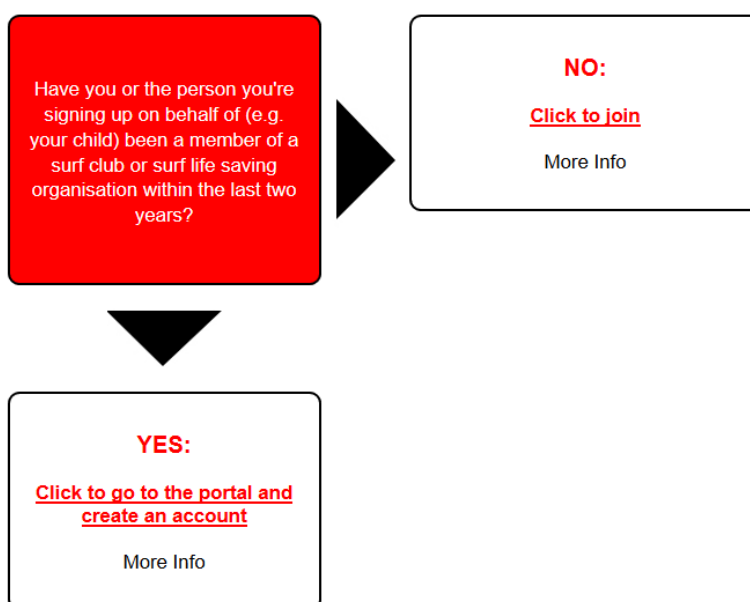 Have you or the person you're
signing up on behalf of (e.g.
your child) been a member of a
surf club or surf life saving
organisation within the last two
years?
NO:
Click to join
More Info
YES:
Click to go to the portal and
create an account
More Info